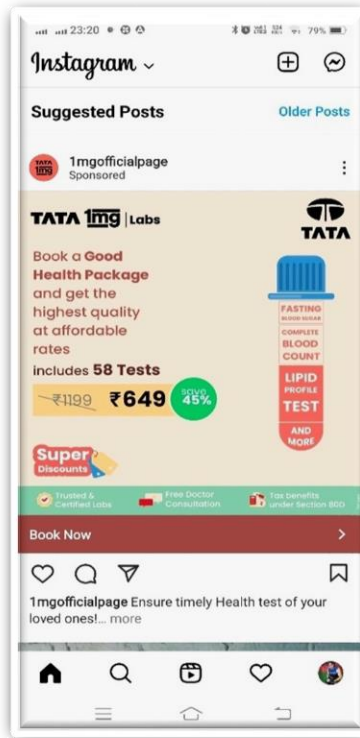 23:20
79%
Instagram
Suggested Posts
Older Posts
TATA 1mg
1mgofficialpage
Sponsored
TATA 1mg | Labs
TATA
Book a Good
Health Package
and get the
highest quality
at affordable
rates
includes 58 Tests
₹1199 ₹649
save
45%
FASTING
BLOOD SUGAR
COMPLETE
BLOOD
COUNT
LIPID
PROFILE
TEST
AND
MORE
Super
Discounts
Trusted &
Certified Labs
Free Doctor
Consultation
Tax benefits
under Section 80D
Book Now
1mgofficialpage Ensure timely Health test of your
loved ones!... more